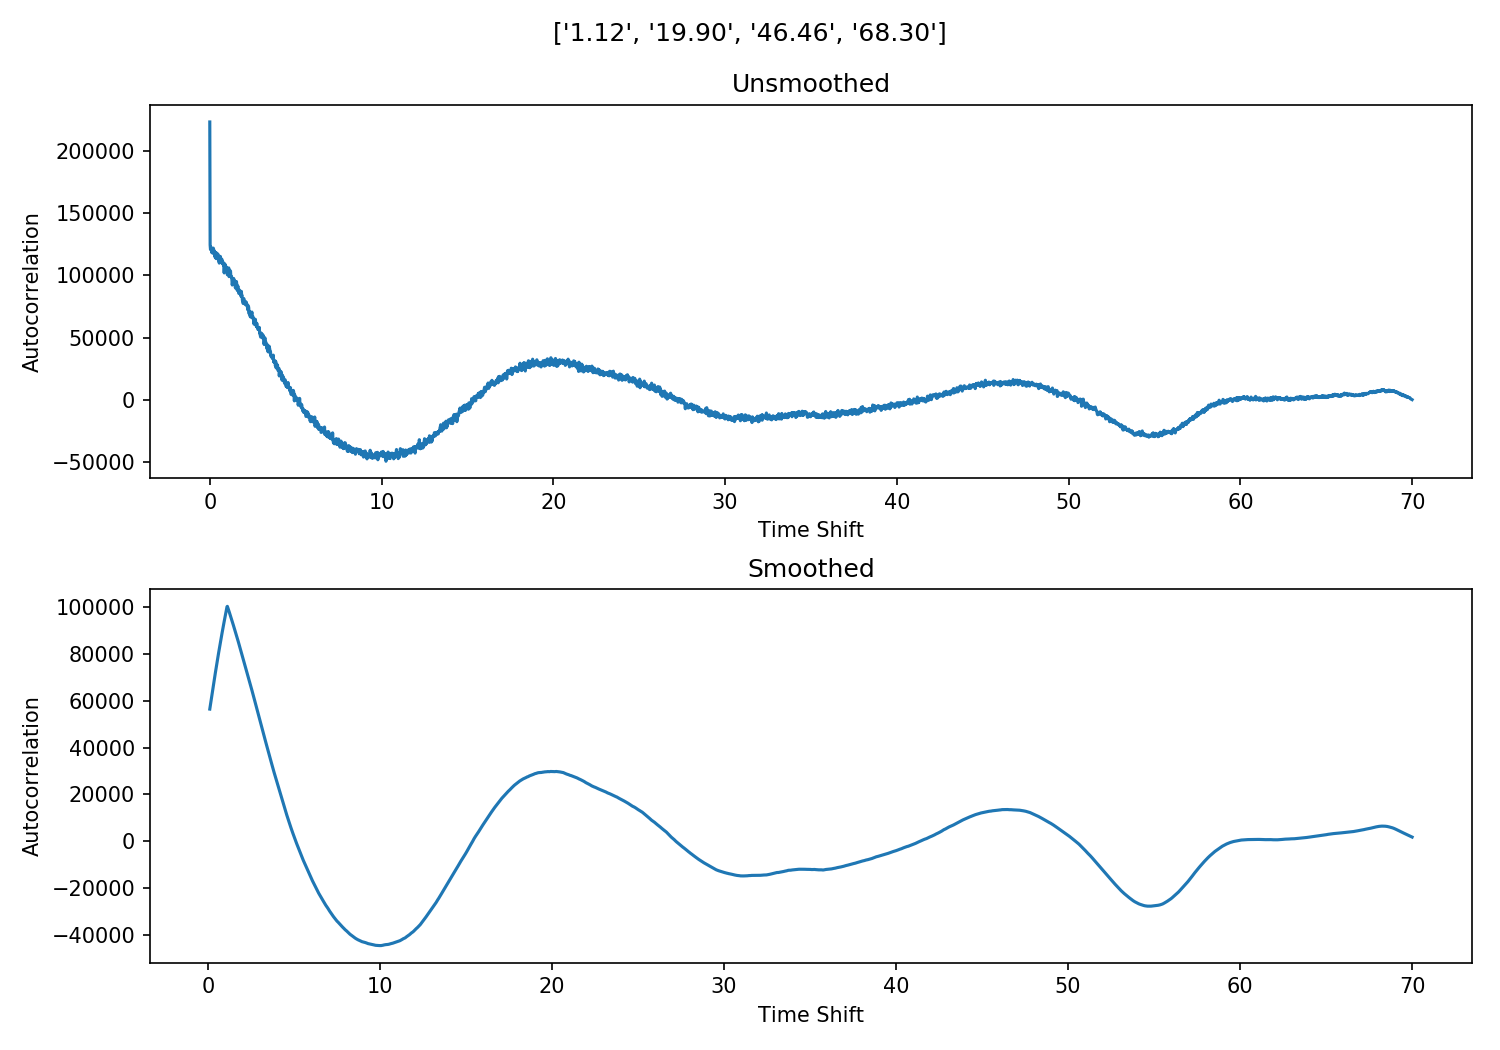 ['1.12', '19.90', '46.46', '68.30']
Unsmoothed
200000
150000
100000
50000
0
−50000
Autocorrelation
0 10 20 30 40 50 60 70
Time Shift
Smoothed
100000
80000
60000
40000
20000
0
−20000
−40000
Autocorrelation
0 10 20 30 40 50 60 70
Time Shift